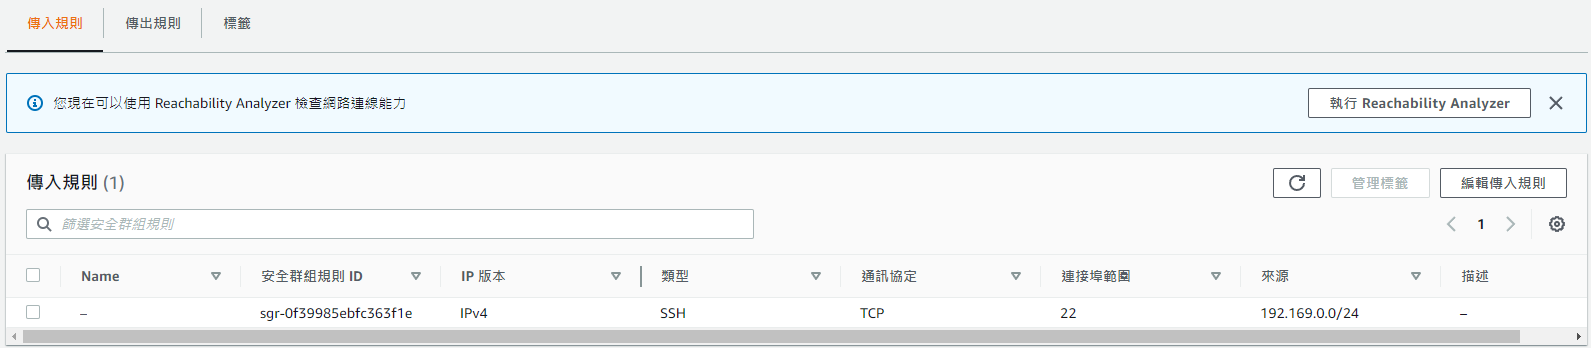 傳入規則 傳出規則 標籤
您現在可以使用 Reachability Analyzer 檢查網路連線能力 執行 Reachability Analyzer
傳入規則 (1) 管理標籤 編輯傳入規則
篩選安全群組規則 1
Name 安全群組規則 ID IP 版本 類型 通訊協定 連接埠範圍 來源 描述
– sgr-0f39985ebfc363f1e IPv4 SSH TCP 22 192.169.0.0/24 –